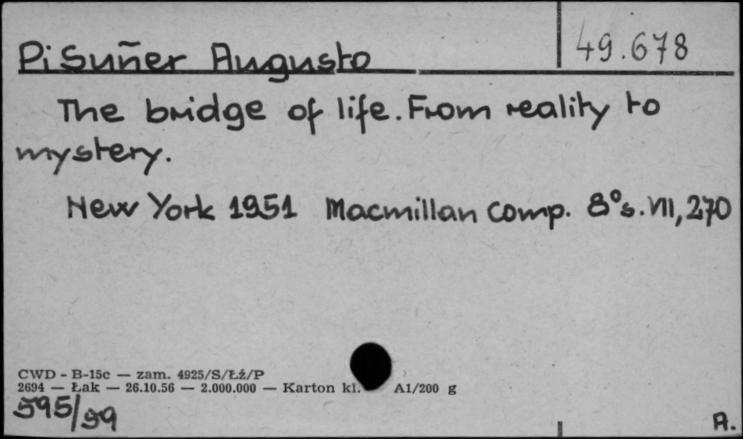 Pi Suñer Augusto
49.678
The bridge of life. From reality to
mystery.
New York 1951 Macmillan Comp. 8°s. VII, 270
CWD - B-15c — zam. 4925/S/Łź/P
2694 — Łak — 26.10.56 — 2.000.000 — Karton kl. A1/200 g
595/59
A.